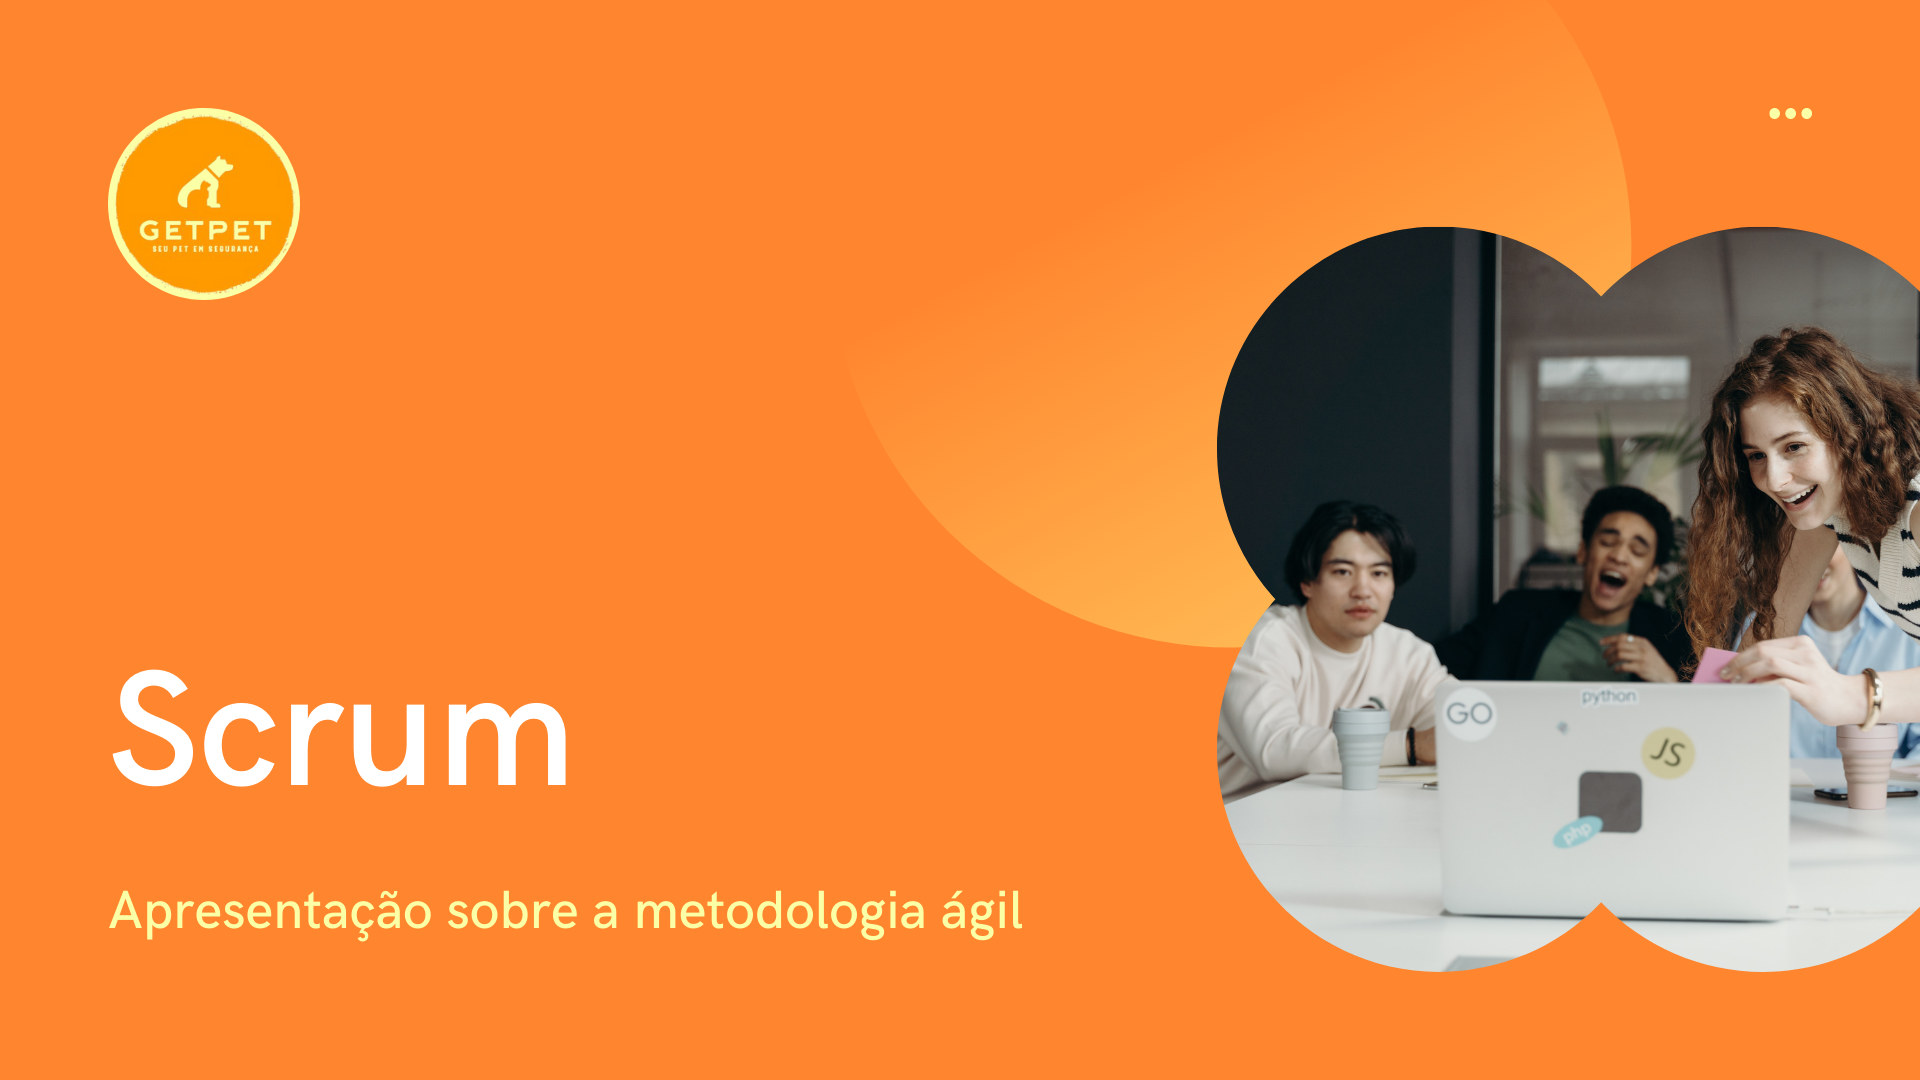 GETPET
SEU PET EM SEGURANÇA
Scrum
Apresentação sobre a metodologia ágil
GO
python
JS
php